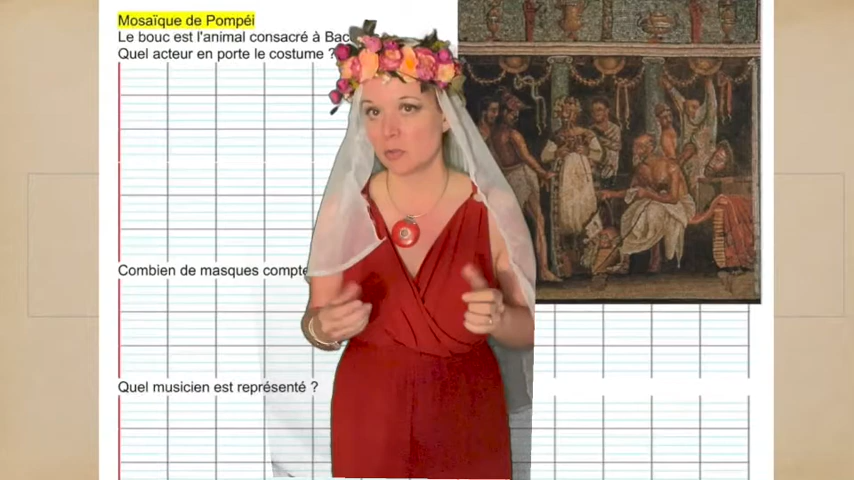 Mosaïque de Pompéi
Le bouc est l'animal consacré à Bac
Quel acteur en porte le costume ?
Combien de masques compte
Quel musicien est représenté ?